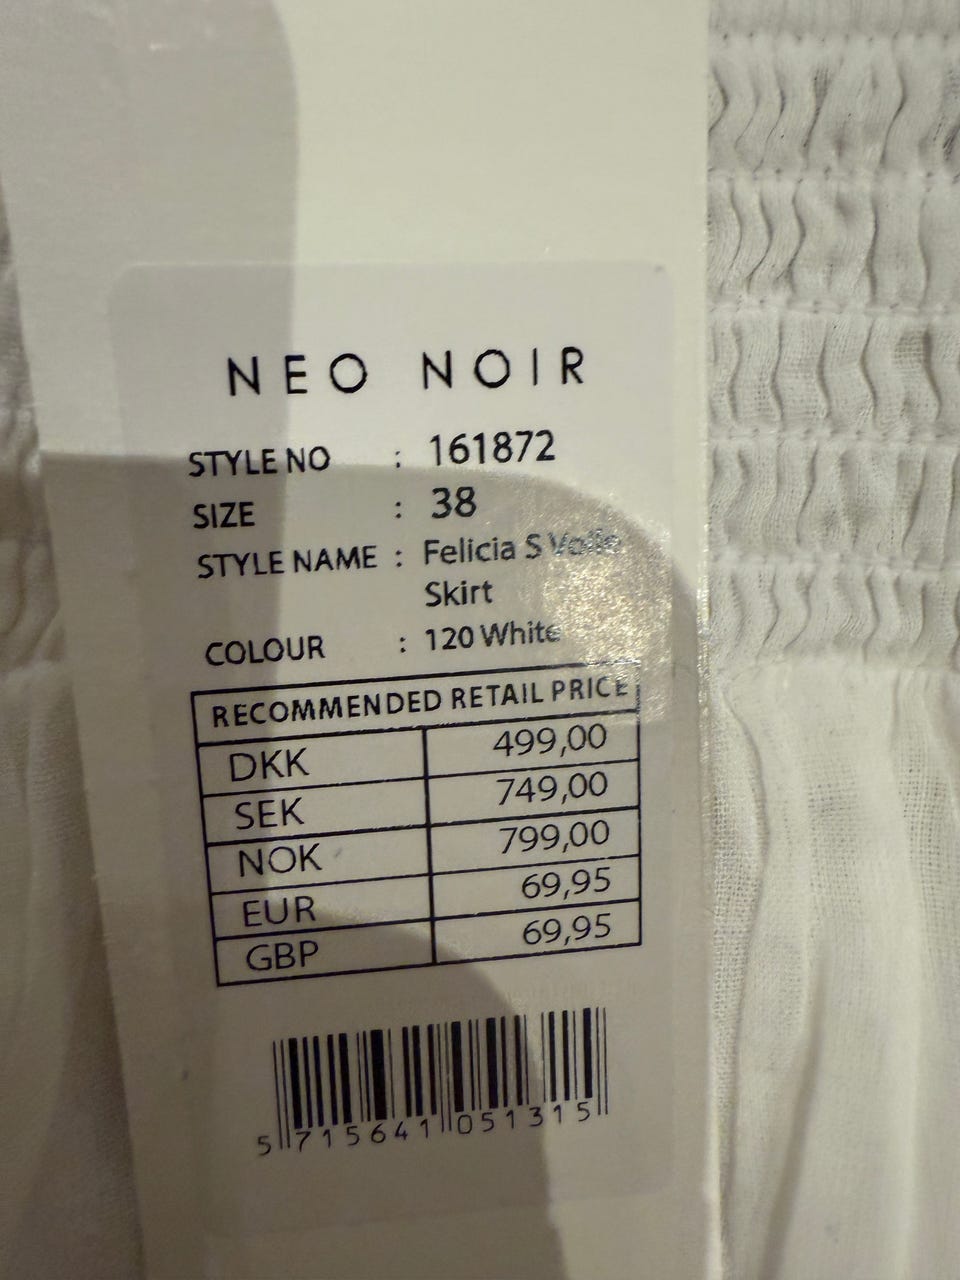 NEO NOIR
STYLE NO : 161872
SIZE : 38
STYLE NAME : Felicia S Voile
Skirt
COLOUR : 120 White
RECOMMENDED RETAIL PRICE
DKK 499,00
SEK 749,00
NOK 799,00
EUR 69,95
GBP 69,95
5 715641 051315